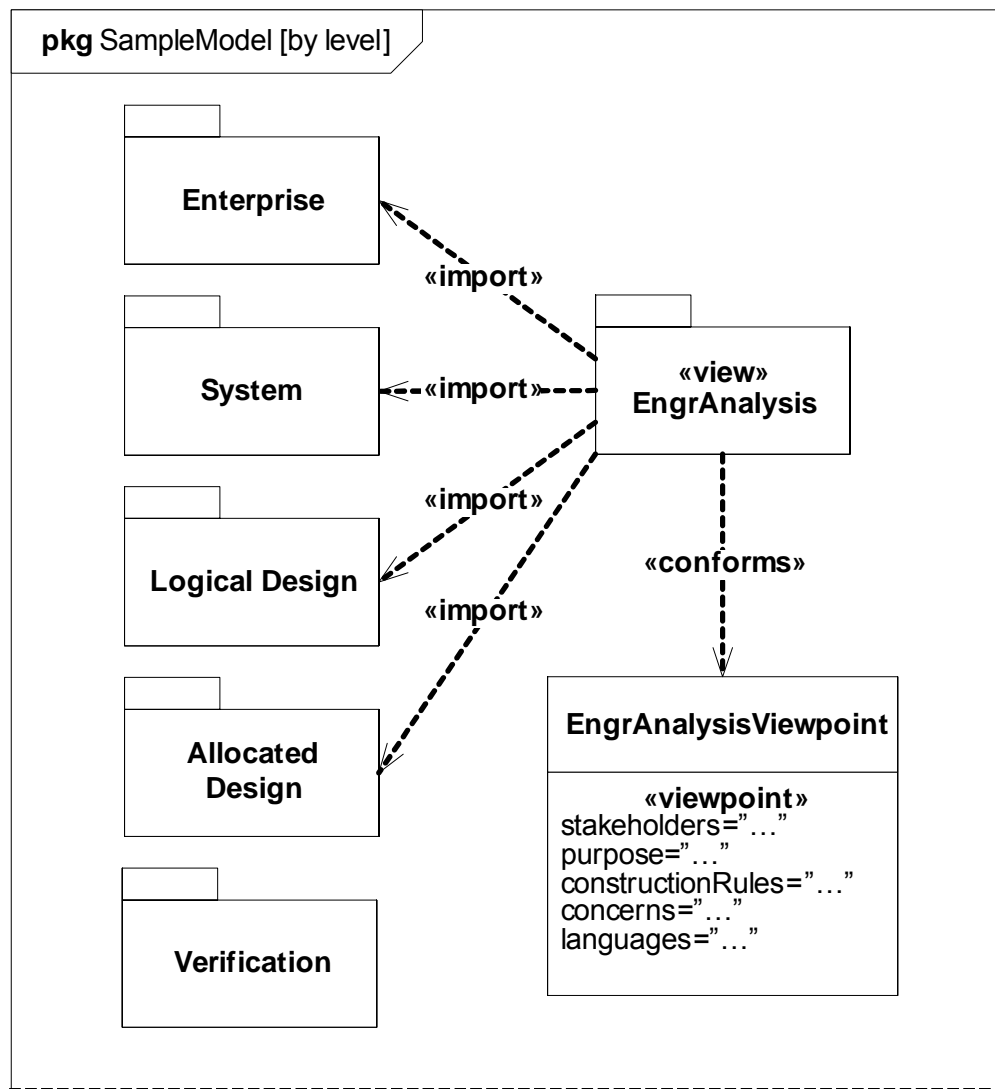 pkg SampleModel [by level]
Enterprise
«import»
System
«import»
«view»
EngrAnalysis
Logical Design
«import»
«conforms»
«import»
Allocated
Design
EngrAnalysisViewpoint
«viewpoint»
stakeholders=”…”
purpose=”…”
constructionRules=”…”
concerns=”…”
languages=”…”
Verification